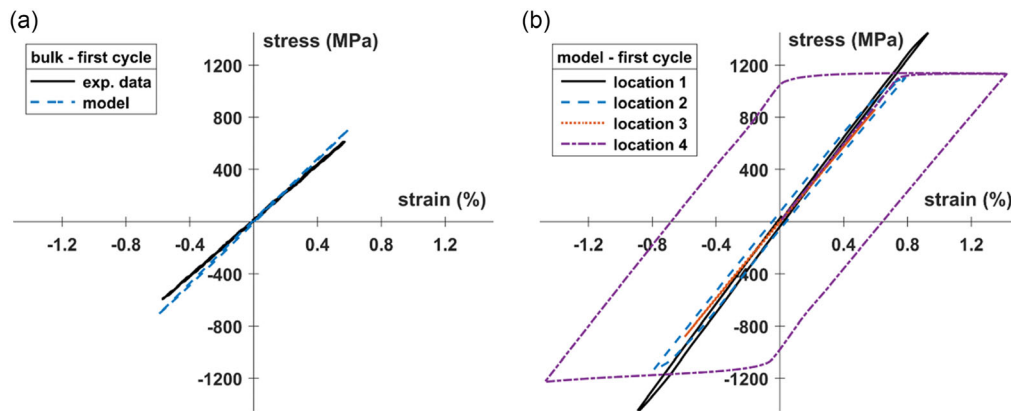 (a)
stress (MPa)
bulk - first cycle
exp. data
model
1200
800
400
strain (%)
-1.2 -0.8 -0.4 0.4 0.8 1.2
-400
-800
-1200
(b)
stress (MPa)
model - first cycle
location 1
location 2
location 3
location 4
1200
800
400
strain (%)
-1.2 -0.8 -0.4 0.4 0.8 1.2
-400
-800
-1200